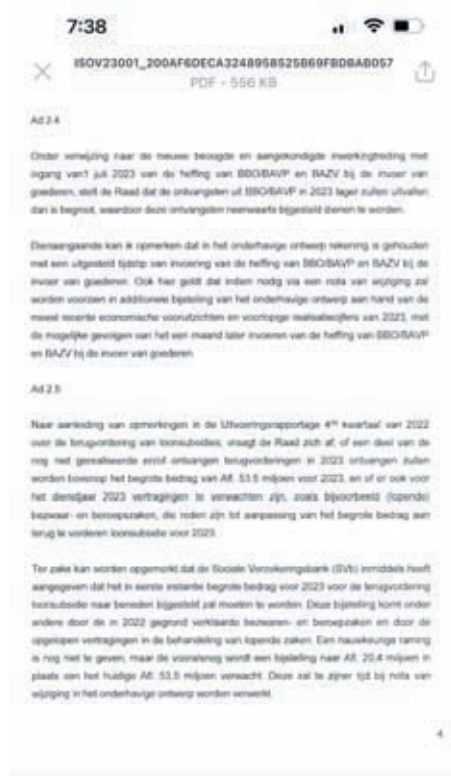 7:38
ISOV23001_200AF6DECA3248958525B69FBDBAB057
PDF - 556 KB
Ad 2.4
Onder verwijzing naar de nieuwe beoogde en aangekondigde inwerkingtreding met
ingang van1 juli 2023 van de heffing van BBO/BAVP en BAZV bij de invoer van
goederen, stelt de Raad dat de ontvangsten uit BBO/BAVP in 2023 lager zullen uitvallen
dan is begroot, waardoor deze ontvangsten neerwaarts bijgesteld dienen te worden.
Dienaangaande kan ik opmerken dat in het onderhavige ontwerp rekening is gehouden
met een uitgesteld tijdstip van invoering van de heffing van BBO/BAVP en BAZV bij de
invoer van goederen. Ook hier geldt dat indien nodig via een nota van wijziging zal
worden voorzien in additionele bijstelling van het onderhavige ontwerp aan hand van de
meest recente economische vooruitzichten en voorlopige realisatiecijfers van 2023, met
de mogelijke gevolgen van het een maand later invoeren van de heffing van BBO/BAVP
en BAZV bij de invoer van goederen
Ad 2.5
Naar aanleiding van opmerkingen in de Uitvoeringsrapportage 4de kwartaal van 2022
over de terugvordering van loonsubsidies, vraagt de Raad zich af, of een deel van de
nog niet gerealiseerde en/of ontvangen terugvorderingen in 2023 ontvangen zullen
worden bovenop het begrote bedrag van Afl. 53.5 miljoen voor 2023, en of er ook voor
het dienstjaar 2023 vertragingen te verwachten zijn, zoals bijvoorbeeld (lopende)
bezwaar- en beroepszaken, die reden zijn tot aanpassing van het begrote bedrag aan
terug te vorderen loonsubsidie voor 2023.
Ter zake kan worden opgemerkt dat de Sociale Verzekeringsbank (SVb) inmiddels heeft
aangegeven dat het in eerste instantie begrote bedrag voor 2023 voor de terugvordering
loonsubsidie naar beneden bijgesteld zal moeten te worden. Deze bijstelling komt onder
andere door de in 2022 gegrond verklaarde bezwaren- en beroepzaken en door de
opgelopen vertragingen in de behandeling van lopende zaken. Een nauwkeurige raming
is nog niet te geven, maar de vooralsnog wordt een bijstelling naar Afl. 20,4 miljoen in
plaats van het huidige Afl. 53.5 miljoen verwacht. Deze zal te zijner tijd bij nota van
wijziging in het onderhavige ontwerp worden verwerkt.
4